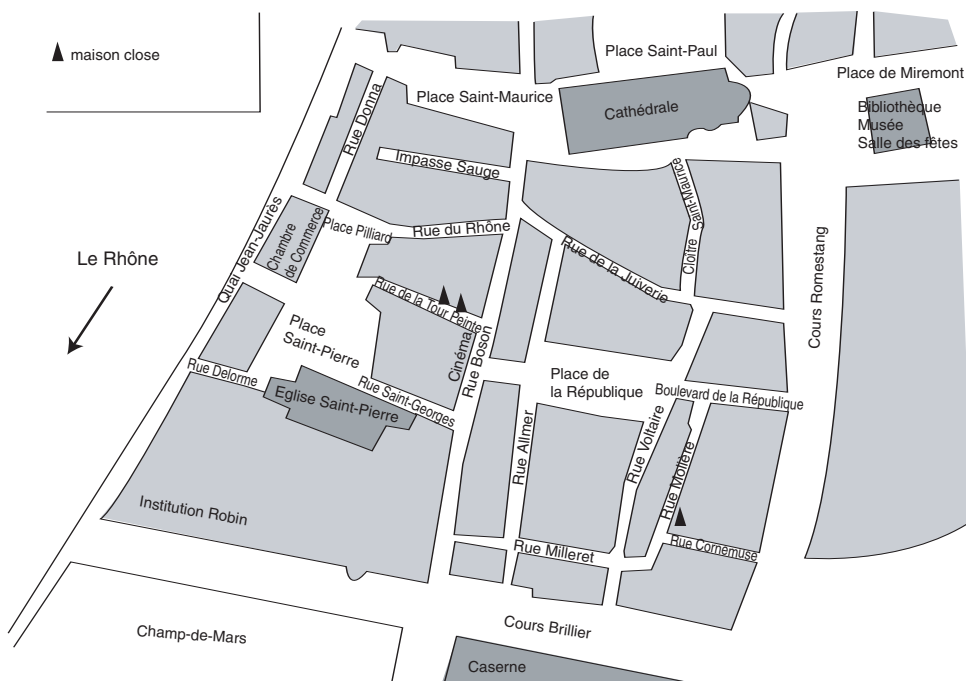 maison close
Place Saint-Paul
Place de Miremont
Place Saint-Maurice
Cathédrale
Bibliothèque
Musée
Salle des fêtes
Rue Donna
Impasse Sauge
Cloître Saint-Maurice
Chambre
de Commerce
Place Pilliard
Rue du Rhône
Rue de la Juiverie
Quai Jean-Jaurès
Le Rhône
Rue de la Tour Peinte
Cinéma
Rue Boson
Cours Romestang
Place
Saint-Pierre
Rue Delorme
Rue Saint-Georges
Eglise Saint-Pierre
Place de
la République
Boulevard de la République
Rue Allmer
Rue Voltaire
Rue Molière
Institution Robin
Rue Milleret
Rue Cornemuse
Champ-de-Mars
Cours Brillier
Caserne